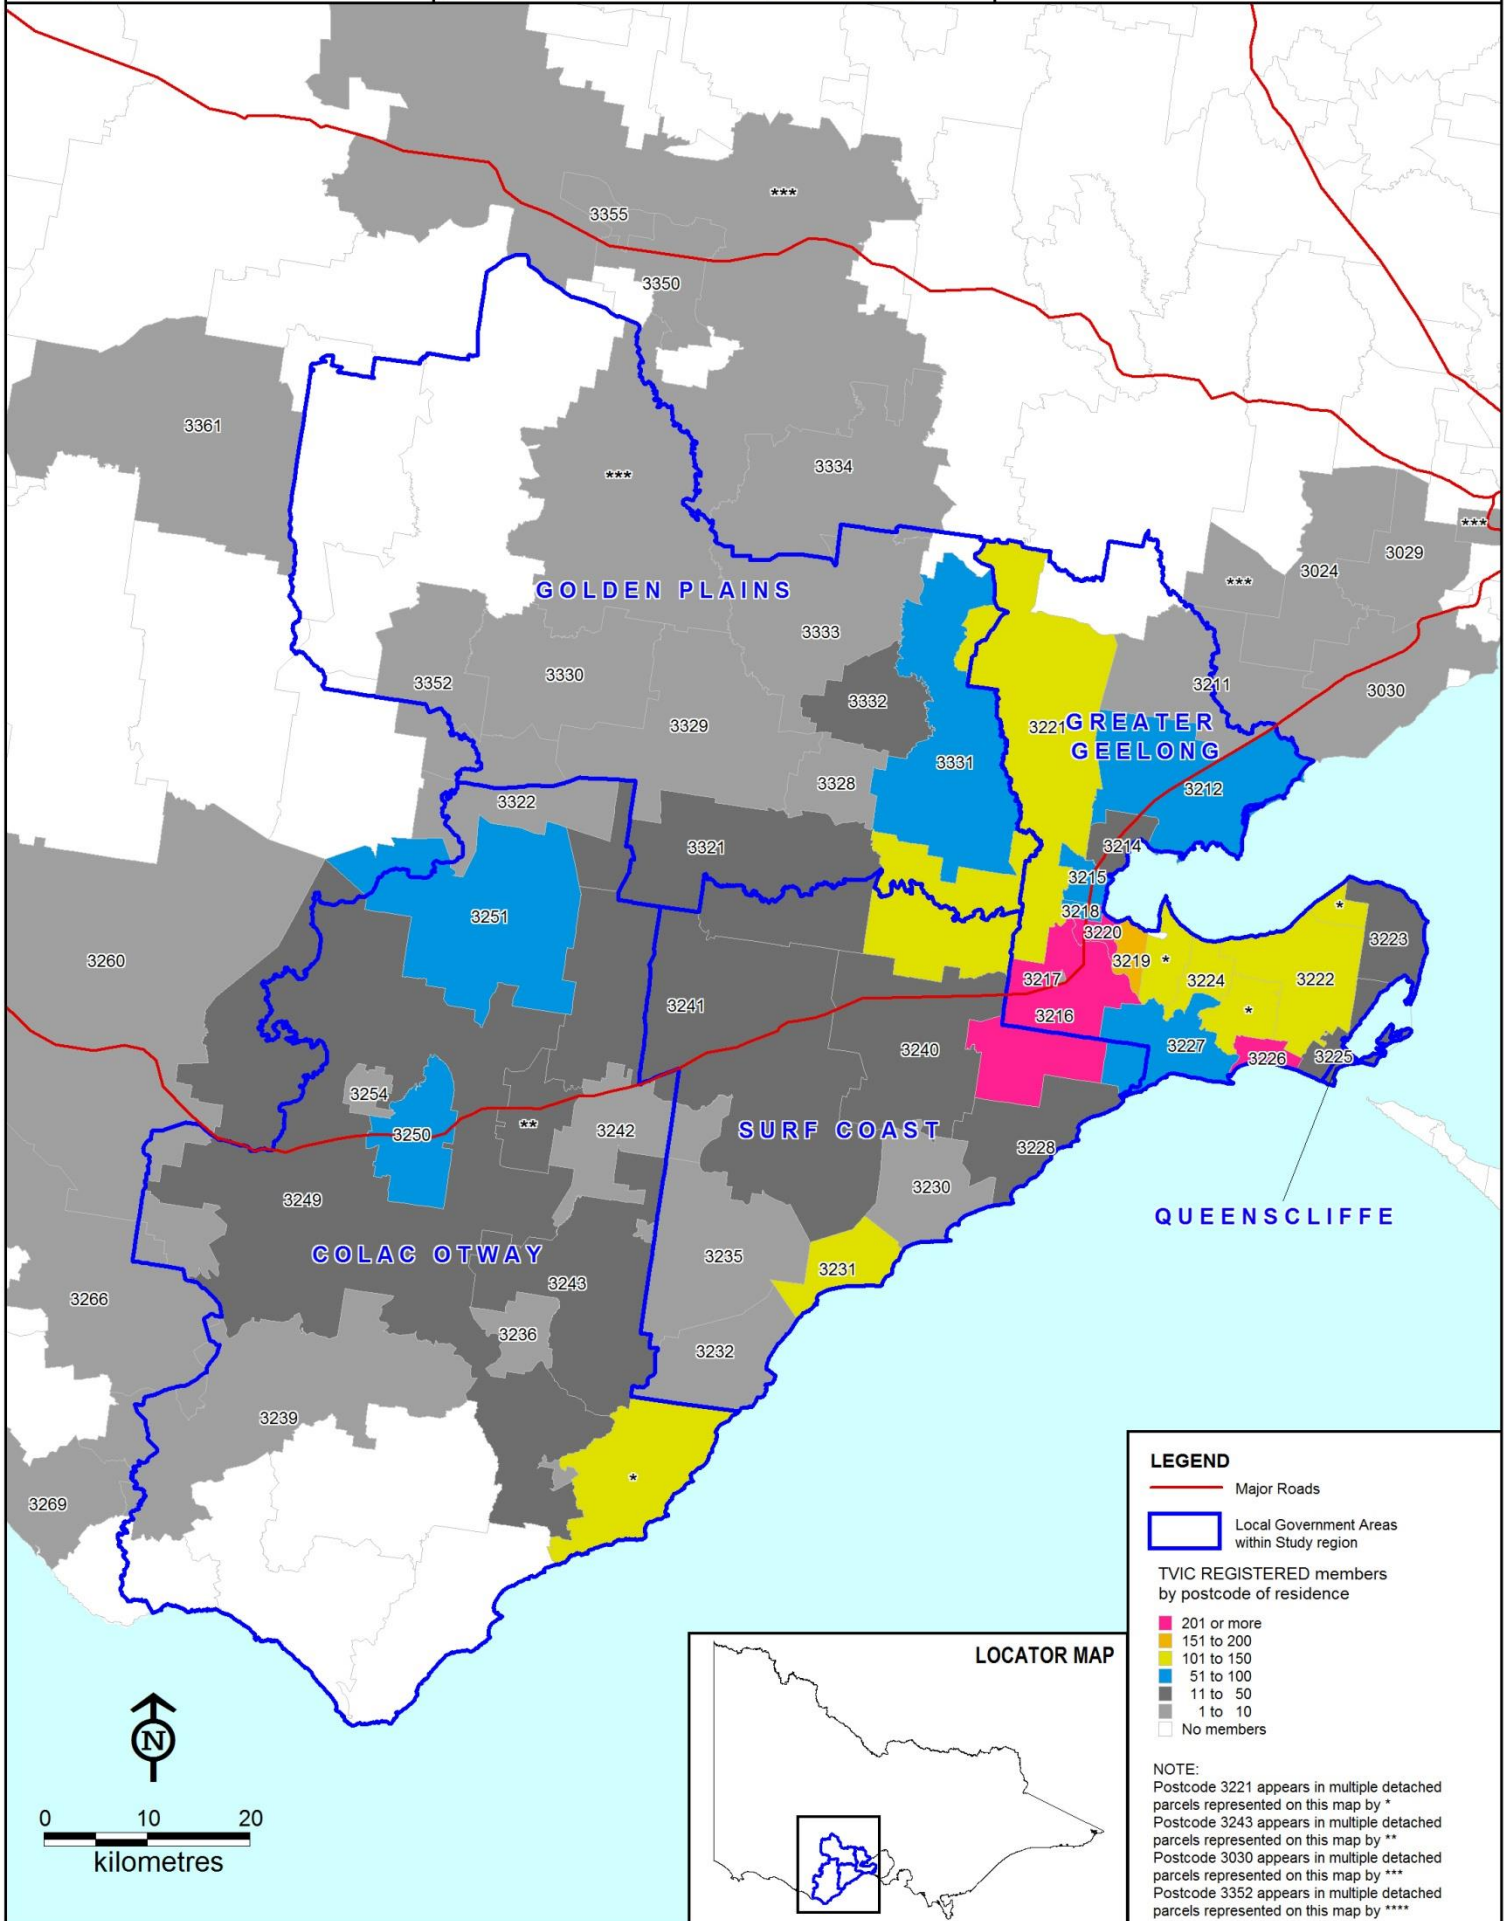 ***
3355
3350
3361
***
3334
***
3029
3024
***
GOLDEN PLAINS
3333
3330
3352
3332
3211
3030
3329
3221
GREATER
GEELONG
3331
3328
3212
3322
3321
3214
3215
3251
3218
3220
3260
3219
*
*
3223
3224
3222
3217
3241
*
3216
3240
3227
3226
3225
3254
3250
**
3242
SURF COAST
3228
3230
3249
QUEENSCLIFFE
COLAC OTWAY
3235
3231
3243
3266
3236
3232
3239
*
3269
LEGEND
Major Roads
Local Government Areas
within Study region
TVIC REGISTERED members
by postcode of residence
201 or more
151 to 200
101 to 150
51 to 100
11 to 50
1 to 10
No members
NOTE:
Postcode 3221 appears in multiple detached
parcels represented on this map by *
Postcode 3243 appears in multiple detached
parcels represented on this map by **
Postcode 3030 appears in multiple detached
parcels represented on this map by ***
Postcode 3352 appears in multiple detached
parcels represented on this map by ****
LOCATOR MAP
N
0 10 20
kilometres